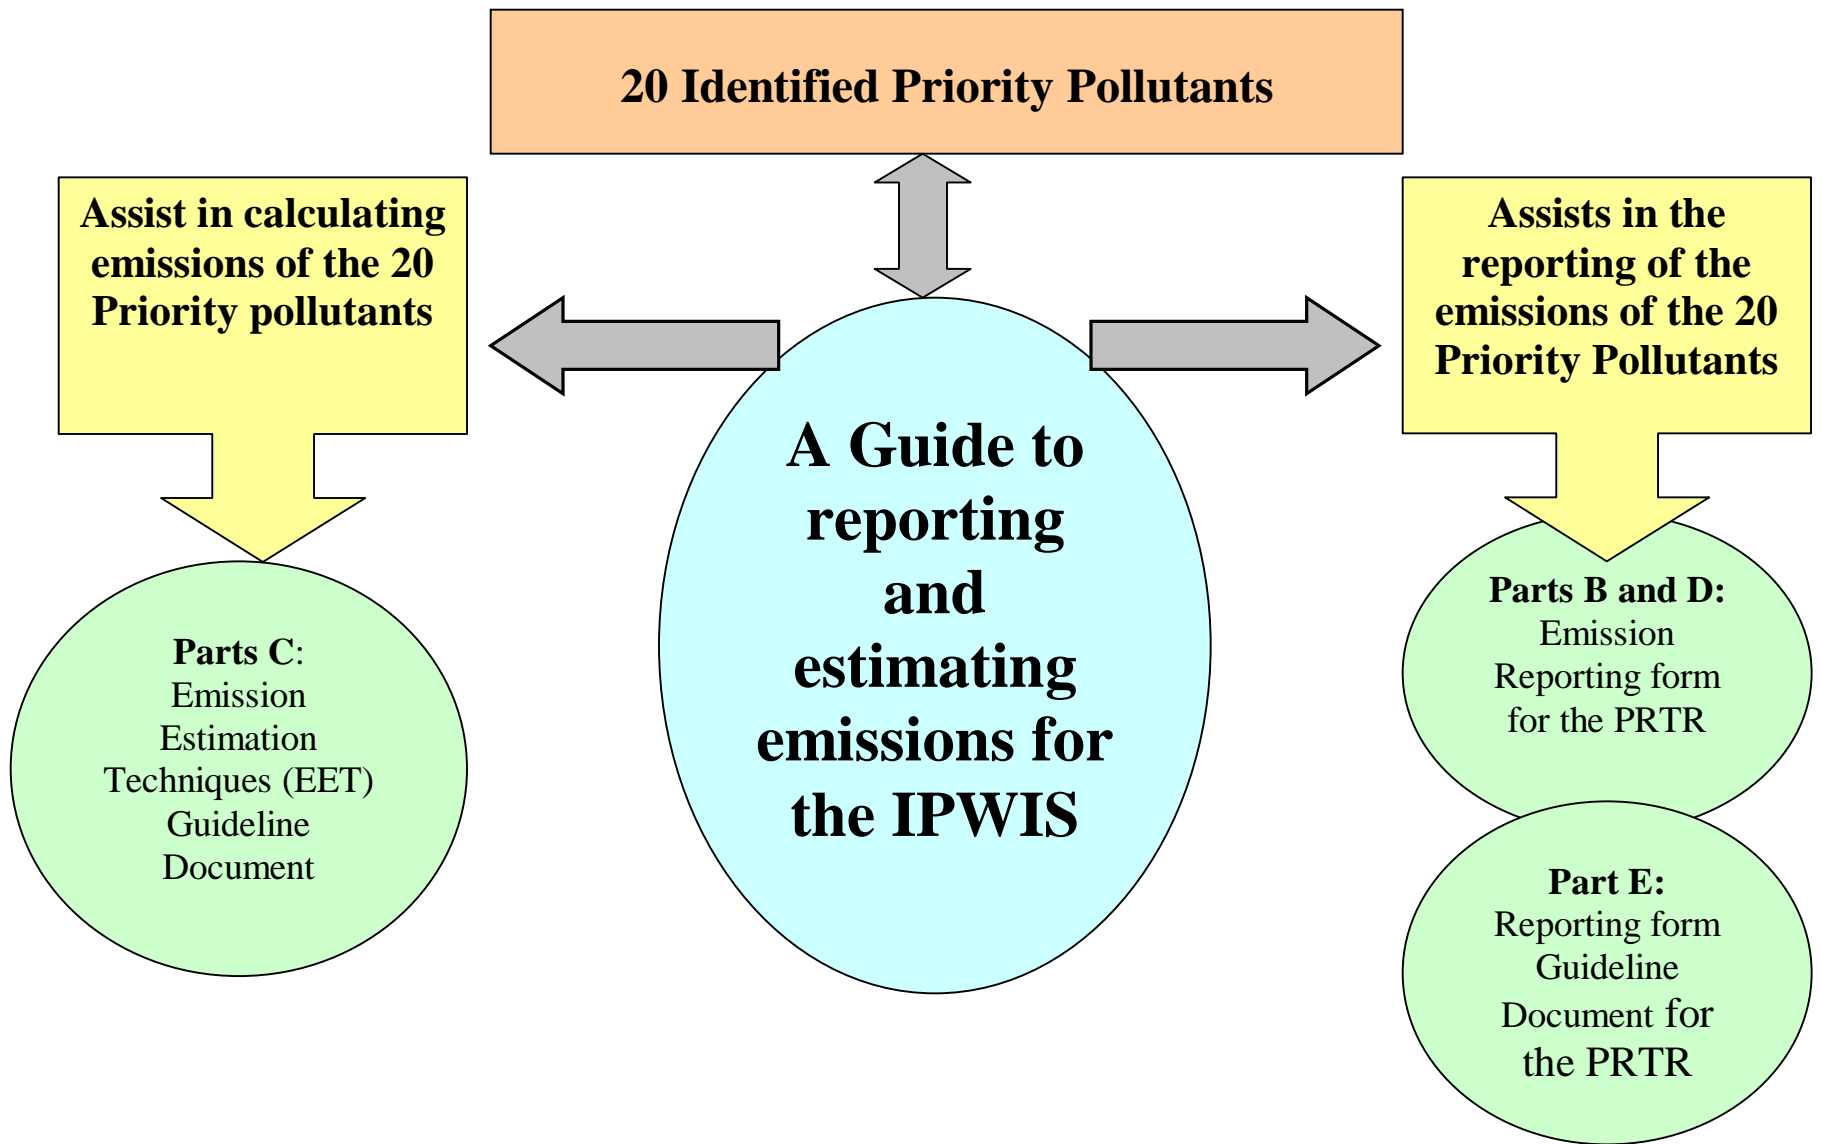 20 Identified Priority Pollutants
Assist in calculating
emissions of the 20
Priority pollutants
Assists in the
reporting of the
emissions of the 20
Priority Pollutants
A Guide to
reporting
and
estimating
emissions for
the IPWIS
Parts C:
Emission
Estimation
Techniques (EET)
Guideline
Document
Parts B and D:
Emission
Reporting form
for the PRTR
Part E:
Reporting form
Guideline
Document for
the PRTR